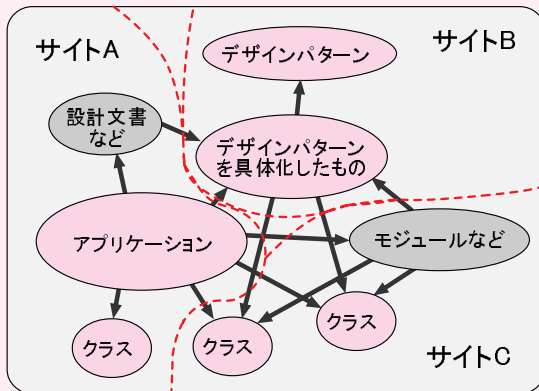 サイトA
サイトB
デザインパターン
設計文書
など
デザインパターン
を具体化したもの
アプリケーション
モジュールなど
クラス
クラス
クラス
サイトC